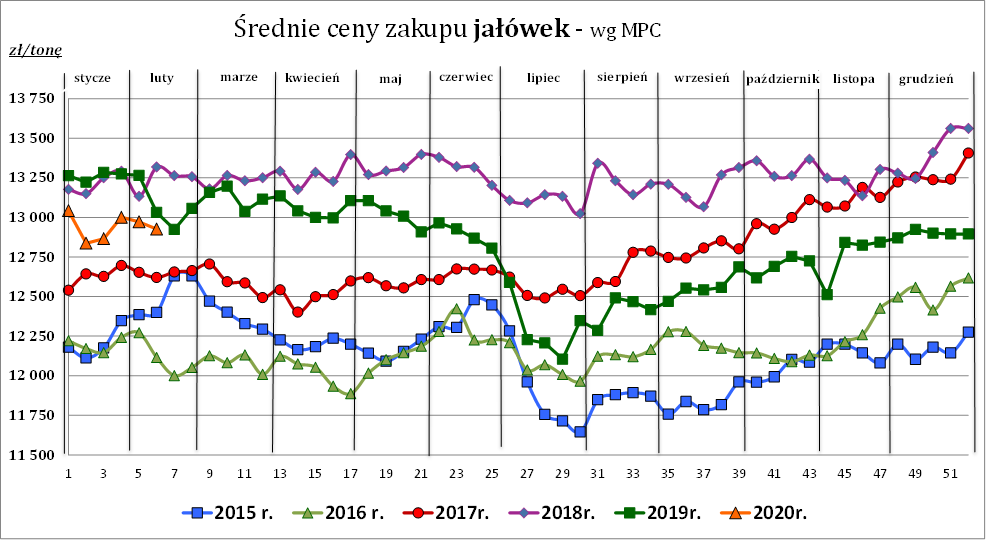 Średnie ceny zakupu jałówek - wg MPC
zł/tonę
stycze luty marze kwiecień maj czerwiec lipiec sierpień wrzesień październik listopa grudzień
13 750
13 500
13 250
13 000
12 750
12 500
12 250
12 000
11 750
11 500
1 3 5 7 9 11 13 15 17 19 21 23 25 27 29 31 33 35 37 39 41 43 45 47 49 51
2015 r. 2016 r. 2017r. 2018r. 2019r. 2020r.